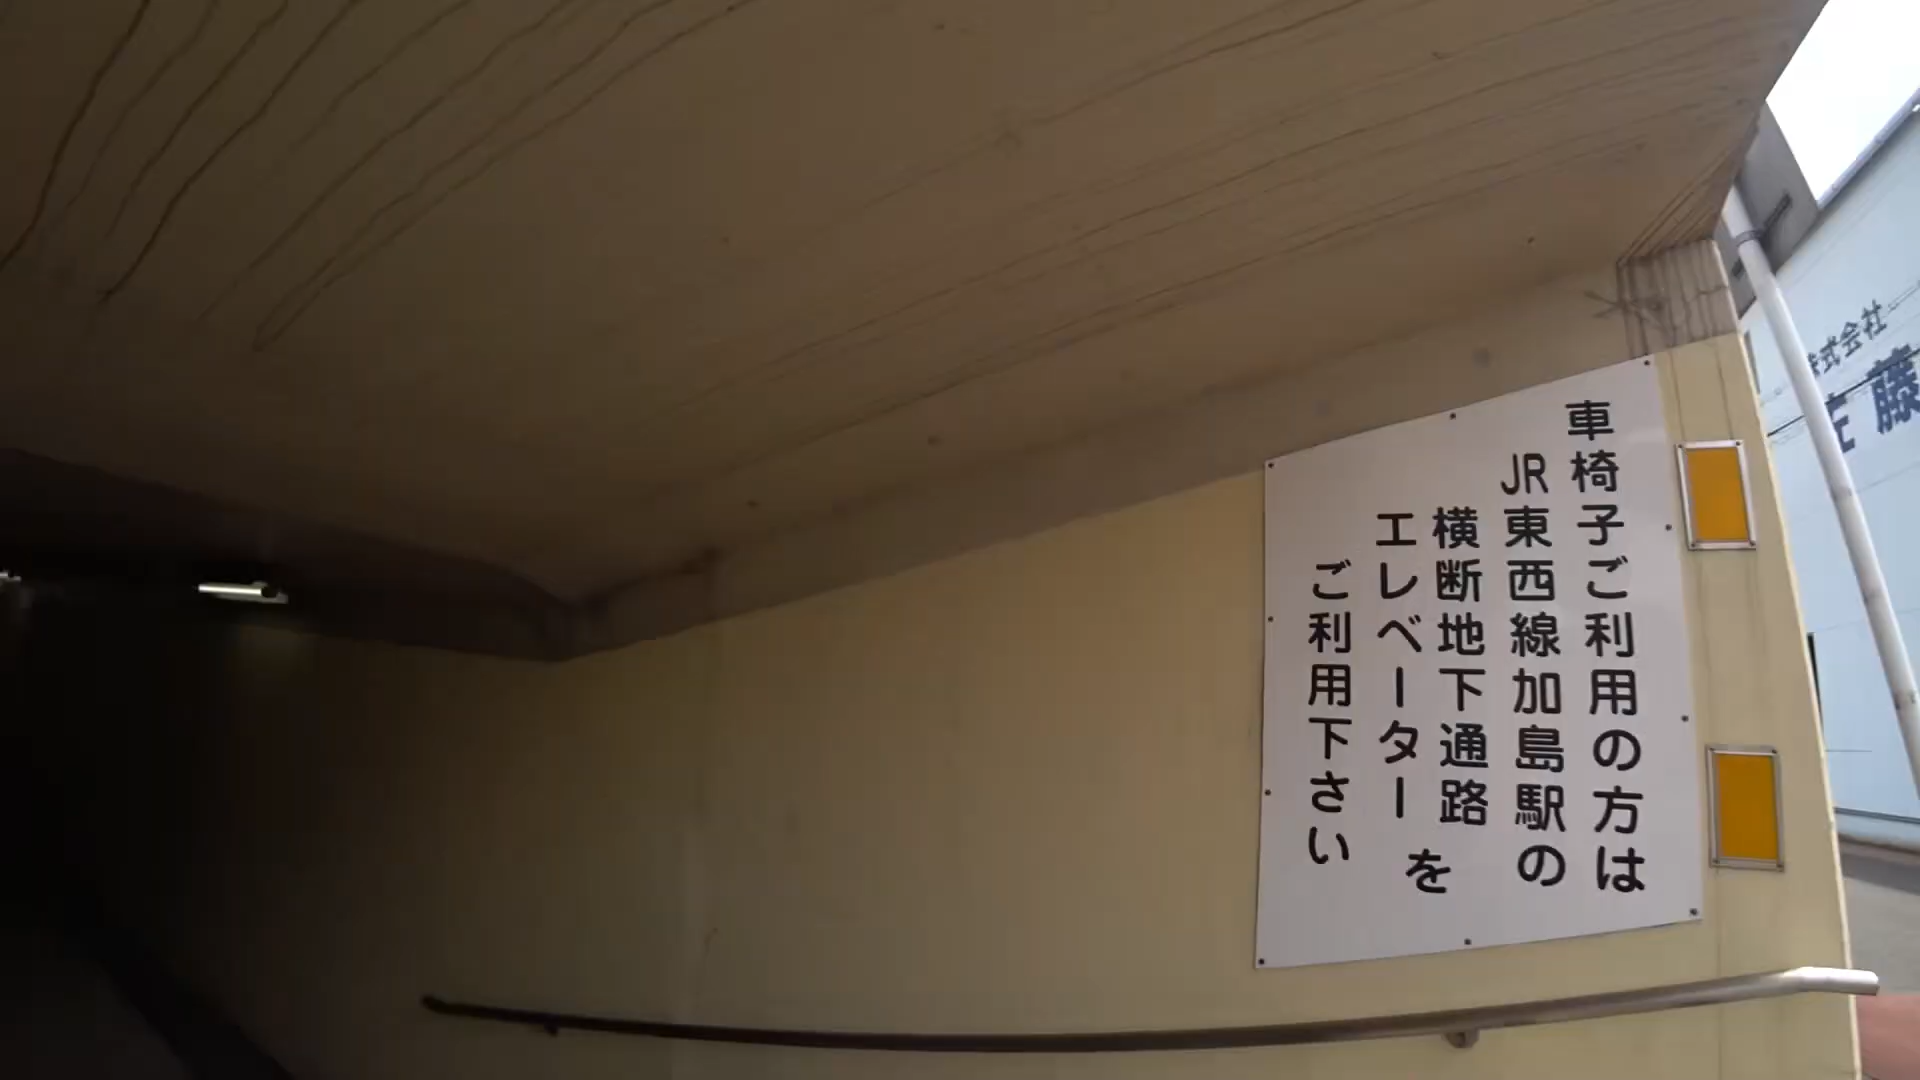 車椅子ご利用の方は
JR東西線加島駅の
横断地下通路
エレベーターを
ご利用下さい
株式会社
佐藤